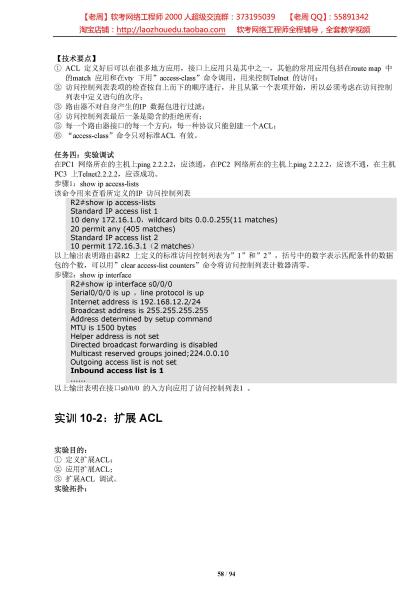 【老周】软考网络工程师 2000 人超级交流群：373195039 【老周 QQ】：55891342
淘宝店铺：http://laozhouedu.taobao.com 软考网络工程师全程辅导，全套教学视频
【技术要点】
① ACL 定义好后可以在很多地方应用，接口上应用只是其中之一，其他的常用应用包括在route map 中
的match 应用和在vty 下用”access-class”命令调用，用来控制Telnet 的访问；
② 访问控制列表表项的检查按自上而下的顺序进行，并且从第一个表项开始，所以必须考虑在访问控制
列表中定义语句的次序；
③ 路由器不对自身产生的IP 数据包进行过滤；
④ 访问控制列表最后一条是隐含的拒绝所有；
⑤ 每一个路由器接口的每一个方向，每一种协议只能创建一个ACL；
⑥ “access-class”命令只对标准ACL 有效。
任务四：实验调试
在PC1 网络所在的主机上ping 2.2.2.2，应该通，在PC2 网络所在的主机上ping 2.2.2.2，应该不通，在主机
PC3 上Telnet2.2.2.2，应该成功。
步骤1：show ip access-lists
该命令用来查看所定义的IP 访问控制列表
R2#show ip access-lists
Standard IP access list 1
10 deny 172.16.1.0, wildcard bits 0.0.0.255(11 matches)
20 permit any (405 matches)
Standard IP access list 2
10 permit 172.16.3.1（2 matches）
以上输出表明路由器R2 上定义的标准访问控制列表为”1”和”2”，括号中的数字表示匹配条件的数据
包的个数，可以用”clear access-list counters”命令将访问控制列表计数器清零。
步骤2：show ip interface
R2#show ip interface s0/0/0
Serial0/0/0 is up , line protocol is up
Internet address is 192.168.12.2/24
Broadcast address is 255.255.255.255
Address determined by setup command
MTU is 1500 bytes
Helper address is not set
Directed broadcast forwarding is disabled
Multicast reserved groups joined;224.0.0.10
Outgoing access list is not set
Inbound access list is 1
……
以上输出表明在接口s0/0/0 的入方向应用了访问控制列表1 。
实训 10-2：扩展 ACL
实验目的：
① 定义扩展ACL；
② 应用扩展ACL；
③ 扩展ACL 调试。
实验拓扑：
58 / 94